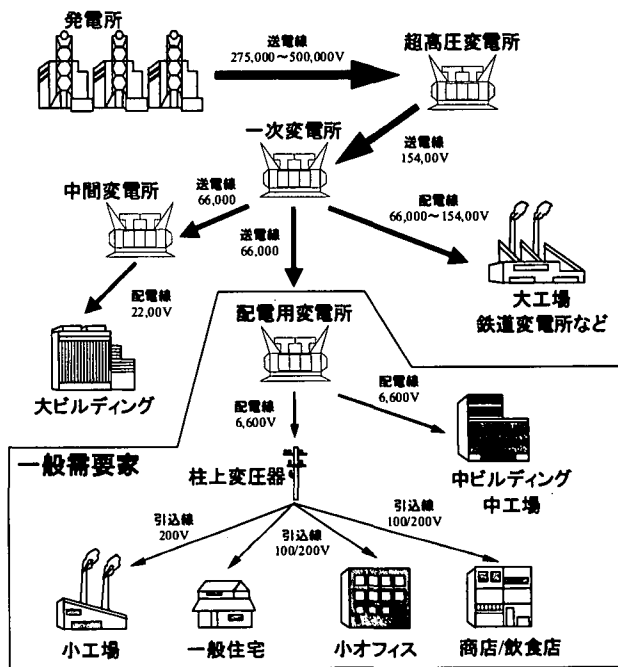 発電所
送電線
275,000～500,000V
超高圧変電所
一次変電所
送電線
154,00V
中間変電所
送電線
66,000
送電線
66,000
配電線
66,000～154,00V
大工場
鉄道変電所など
配電線
22,00V
配電用変電所
大ビルディング
配電線
6,600V
配電線
6,600V
一般需要家
柱上変圧器
中ビルディング
中工場
引込線
200V
引込線
100/200V
引込線
100/200V
引込線
100/200V
小工場
一般住宅
小オフィス
商店/飲食店